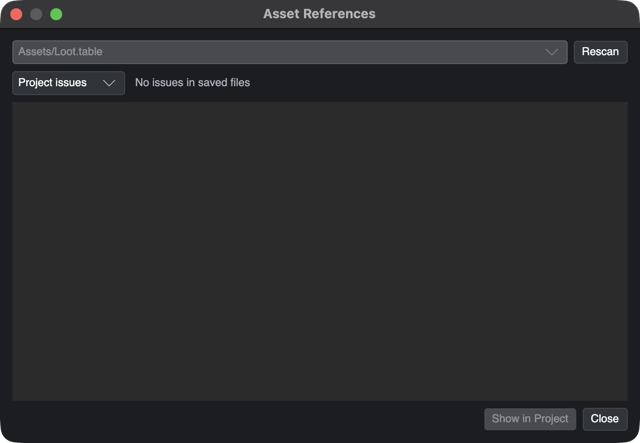 Asset References
Assets/Loot.table
Rescan
Project issues
No issues in saved files
Show in Project
Close